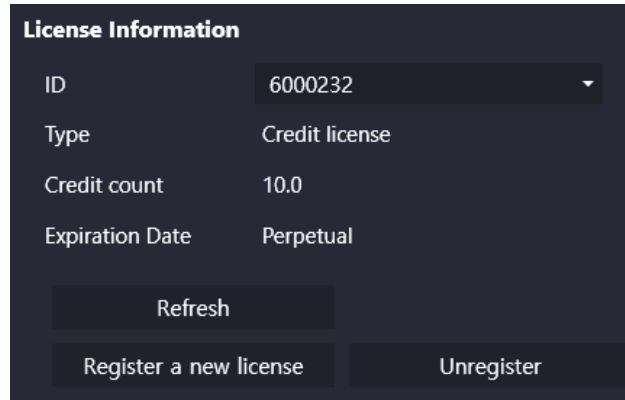 License Information
ID 6000232
Type Credit license
Credit count 10.0
Expiration Date Perpetual
Refresh
Register a new license Unregister